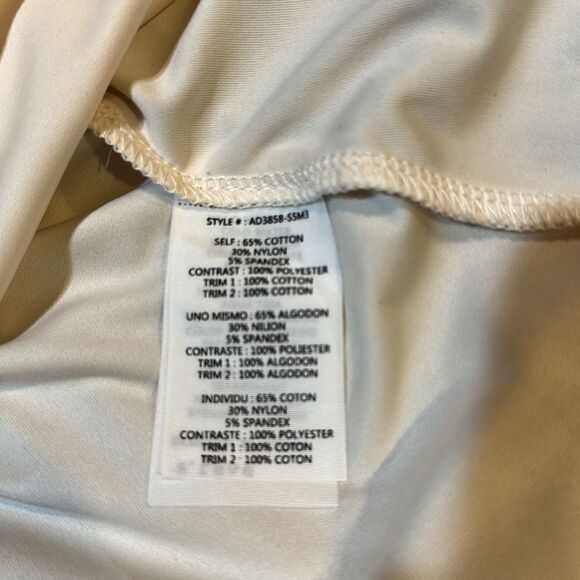 STYLE # : AD3858-SSM3
SELF : 65% COTTON
30% NYLON
5% SPANDEX
CONTRAST : 100% POLYESTER
TRIM 1 : 100% COTTON
TRIM 2 : 100% COTTON
UNO MISMO : 65% ALGODON
30% NILION
5% SPANDEX
CONTRASTE : 100% POLIESTER
TRIM 1 : 100% ALGODON
TRIM 2 : 100% ALGODON
INDIVIDU : 65% COTON
30% NYLON
5% SPANDEX
CONTRASTE : 100% POLYESTER
TRIM 1 : 100% COTON
TRIM 2 : 100% COTON